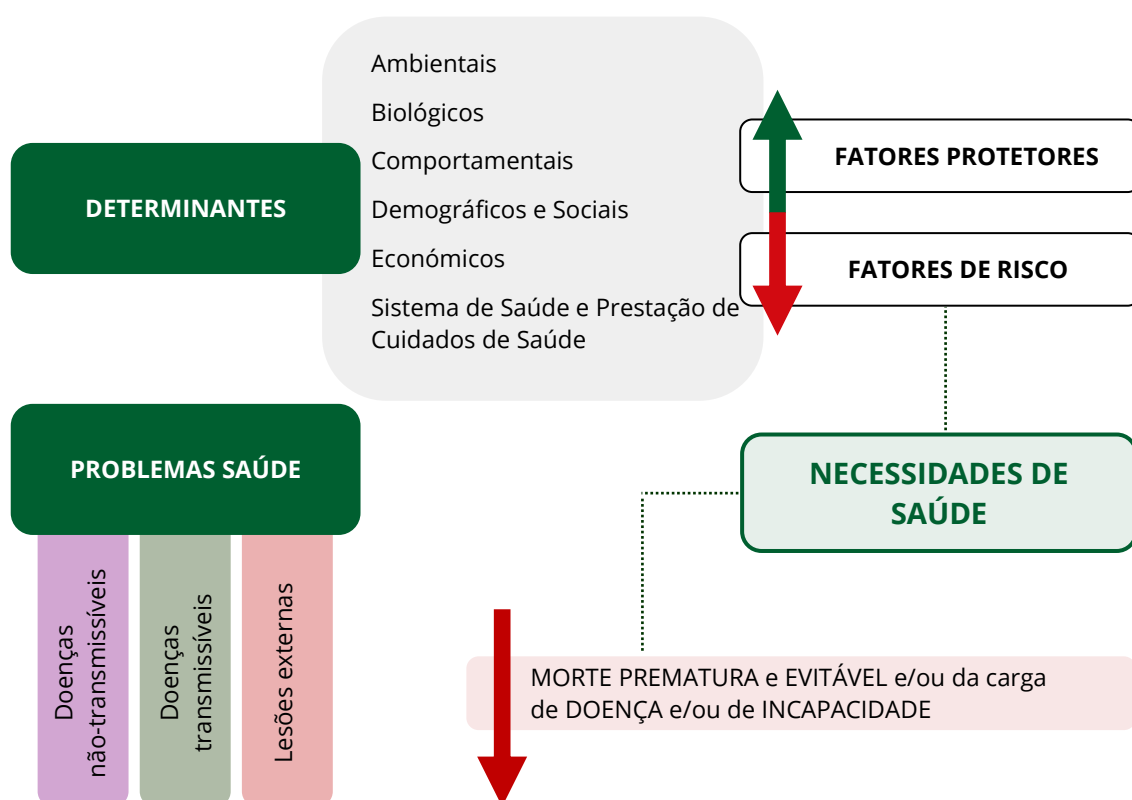 Ambientais
Biológicos
Comportamentais
Demográficos e Sociais
Económicos
Sistema de Saúde e Prestação de
Cuidados de Saúde
DETERMINANTES
FATORES PROTETORES
FATORES DE RISCO
PROBLEMAS SAÚDE
NECESSIDADES DE
SAÚDE
Doenças
não-transmissíveis
Doenças
transmissíveis
Lesões externas
MORTE PREMATURA e EVITÁVEL e/ou da carga
de DOENÇA e/ou de INCAPACIDADE